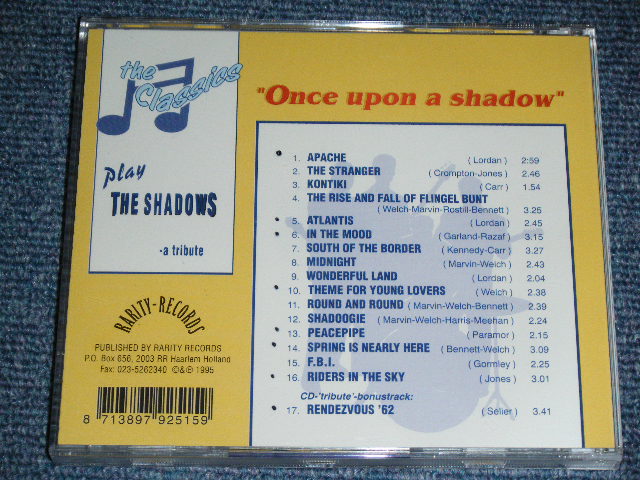 the Classics
play
THE SHADOWS
-a tribute
"Once upon a shadow"
• 1. APACHE (Lordan) 2:59
2. THE STRANGER (Crompton-Jones) 2.46
3. KONTIKI (Carr) 1.54
4. THE RISE AND FALL OF FLINGEL BUNT
(Welch-Marvin-Rostill-Bennett) 3.25
• 5. ATLANTIS (Lordan) 2.45
• 6. IN THE MOOD (Garland-Razaf) 3.15
7. SOUTH OF THE BORDER (Kennedy-Carr) 3.27
8. MIDNIGHT (Marvin-Welch) 2.43
9. WONDERFUL LAND (Lordan) 2.04
• 10. THEME FOR YOUNG LOVERS (Welch) 2.38
11. ROUND AND ROUND (Marvin-Welch-Bennett) 2.39
12. SHADOOGIE (Marvin-Welch-Harris-Meehan) 2.24
• 13. PEACEPIPE (Paramor) 2.15
• 14. SPRING IS NEARLY HERE (Bennett-Welch) 3.09
15. F.B.I. (Gormley) 2.25
• 16. RIDERS IN THE SKY (Jones) 3.01
CD-'tribute'-bonustrack:
• 17. RENDEZVOUS '62 (Selier) 3.41
RARITY-RECORDS
PUBLISHED BY RARITY RECORDS
P.O. Box 656, 2003 RR Haarlem Holland
Fax: 023-5262340 ©&℗ 1995
8 713897 925159